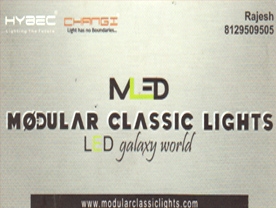 HYBEC CHANGI
Lighting the Future Light has no Boundaries...
Rajesh
8129509505
MLED
MODULAR CLASSIC LIGHTS
LED galaxy world
www.modularclassiclights.com